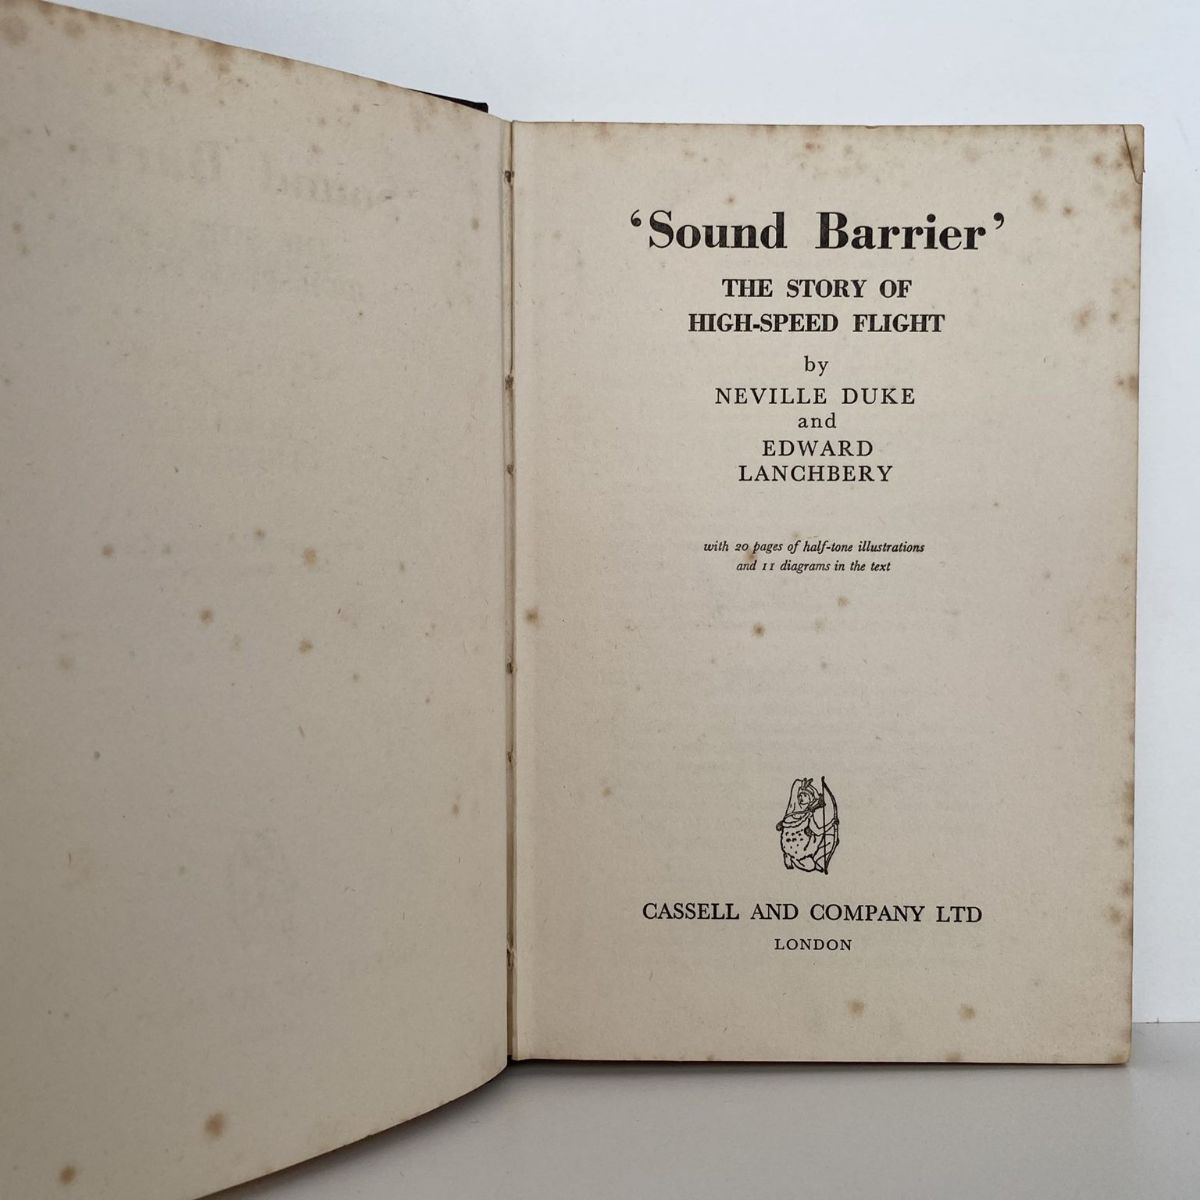 ‘Sound Barrier’
THE STORY OF
HIGH-SPEED FLIGHT
by
NEVILLE DUKE
and
EDWARD
LANCHBERY
with 20 pages of half-tone illustrations
and 11 diagrams in the text
CASSELL AND COMPANY LTD
LONDON